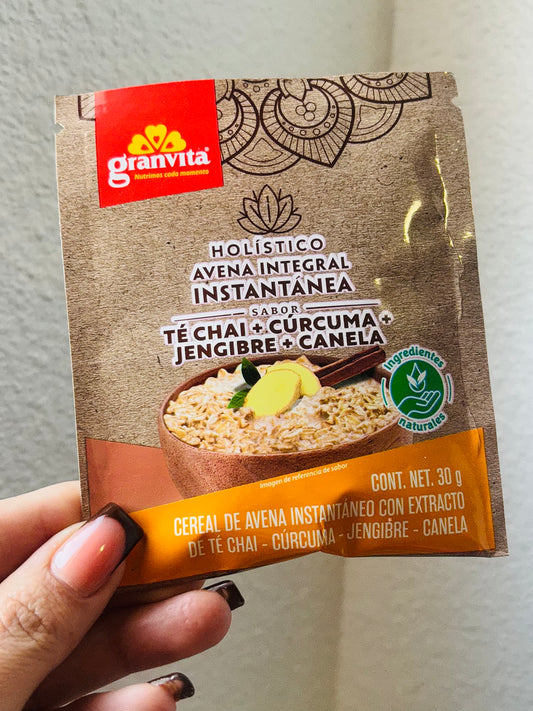 granvita
Nutrimos cada momento
HOLÍSTICO
AVENA INTEGRAL
INSTANTÁNEA
SABOR
TÉ CHAI + CÚRCUMA +
JENGIBRE + CANELA
Ingredientes
naturales
Imagen de referencia de sabor
CONT. NET. 30 g
CEREAL DE AVENA INSTANTÁNEO CON EXTRACTO
DE TÉ CHAI - CÚRCUMA - JENGIBRE - CANELA